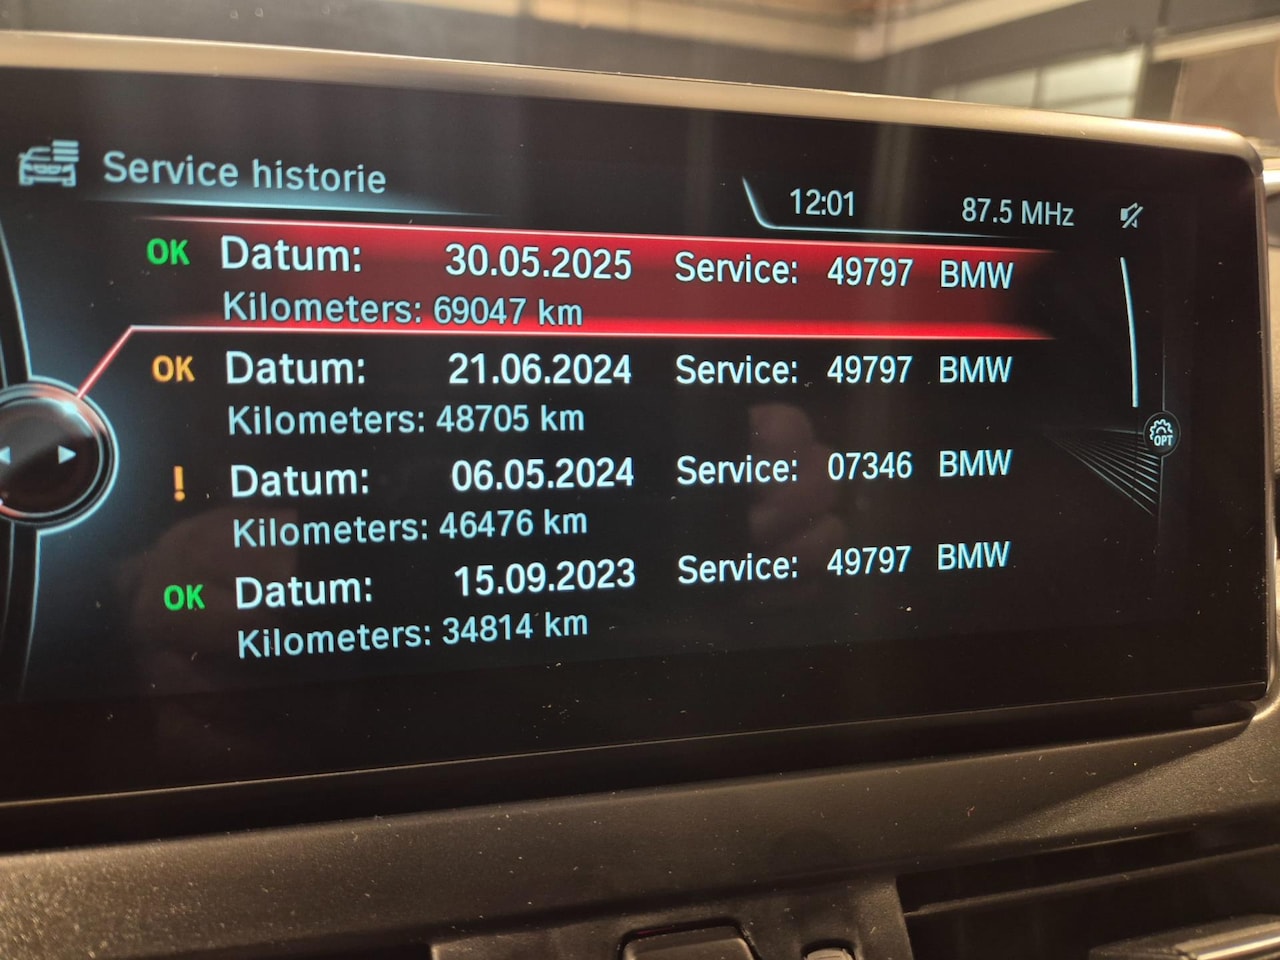 Service historie
12:01 87.5 MHz
OK Datum: 30.05.2025 Service: 49797 BMW
Kilometers: 69047 km
OK Datum: 21.06.2024 Service: 49797 BMW
Kilometers: 48705 km
! Datum: 06.05.2024 Service: 07346 BMW
Kilometers: 46476 km
OPT
OK Datum: 15.09.2023 Service: 49797 BMW
Kilometers: 34814 km